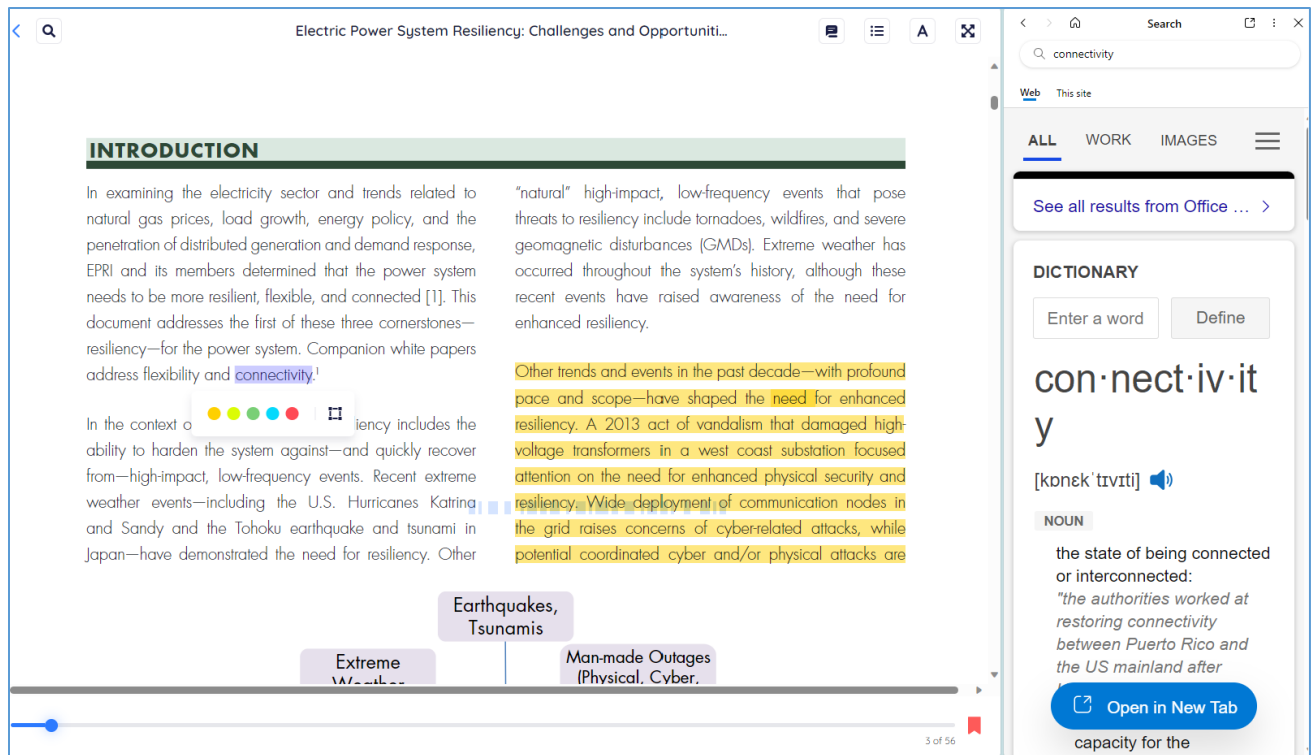 Electric Power System Resiliency: Challenges and Opportuniti...
A
INTRODUCTION
In examining the electricity sector and trends related to
natural gas prices, load growth, energy policy, and the
penetration of distributed generation and demand response,
EPRI and its members determined that the power system
needs to be more resilient, flexible, and connected [1]. This
document addresses the first of these three cornerstones—
resiliency—for the power system. Companion white papers
address flexibility and connectivity.¹
In the context o
iliency includes the
ability to harden the system against—and quickly recover
from—high-impact, low-frequency events. Recent extreme
weather events—including the U.S. Hurricanes Katrina
and Sandy and the Tohoku earthquake and tsunami in
Japan—have demonstrated the need for resiliency. Other
“natural” high-impact, low-frequency events that pose
threats to resiliency include tornadoes, wildfires, and severe
geomagnetic disturbances (GMDs). Extreme weather has
occurred throughout the system’s history, although these
recent events have raised awareness of the need for
enhanced resiliency.
Other trends and events in the past decade—with profound
pace and scope—have shaped the need for enhanced
resiliency. A 2013 act of vandalism that damaged high-
voltage transformers in a west coast substation focused
attention on the need for enhanced physical security and
resiliency. Wide deployment of communication nodes in
the grid raises concerns of cyber-related attacks, while
potential coordinated cyber and/or physical attacks are
Earthquakes,
Tsunamis
Extreme
Weather
Man-made Outages
(Physical, Cyber,
3 of 56
Search
connectivity
Web This site
ALL WORK IMAGES
See all results from Office ...
DICTIONARY
Enter a word Define
con·nect·iv·it
y
[kɒnɛkˈtɪvɪti]
NOUN
the state of being connected
or interconnected:
"the authorities worked at
restoring connectivity
between Puerto Rico and
the US mainland after
Open in New Tab
capacity for the